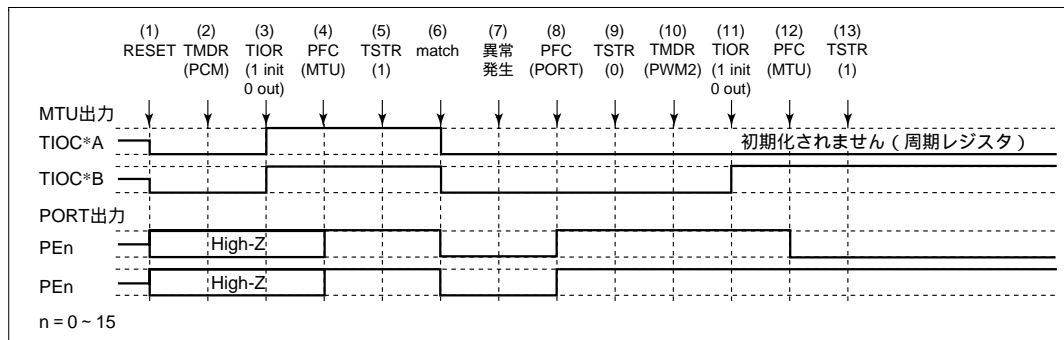 (1) (2) (3) (4) (5) (6) (7) (8) (9) (10) (11) (12) (13)
RESET TMDR TIOR PFC TSTR match 異常 PFC TSTR TMDR TIOR PFC TSTR
(PCM) (1 init (MTU) (1) 発生 (PORT) (0) (PWM2) (1 init (MTU) (1)
0 out) 0 out)
MTU出力
TIOC*A 初期化されません(周期レジスタ)
TIOC*B
PORT出力
PEn High-Z
PEn High-Z
n = 0 ~ 15